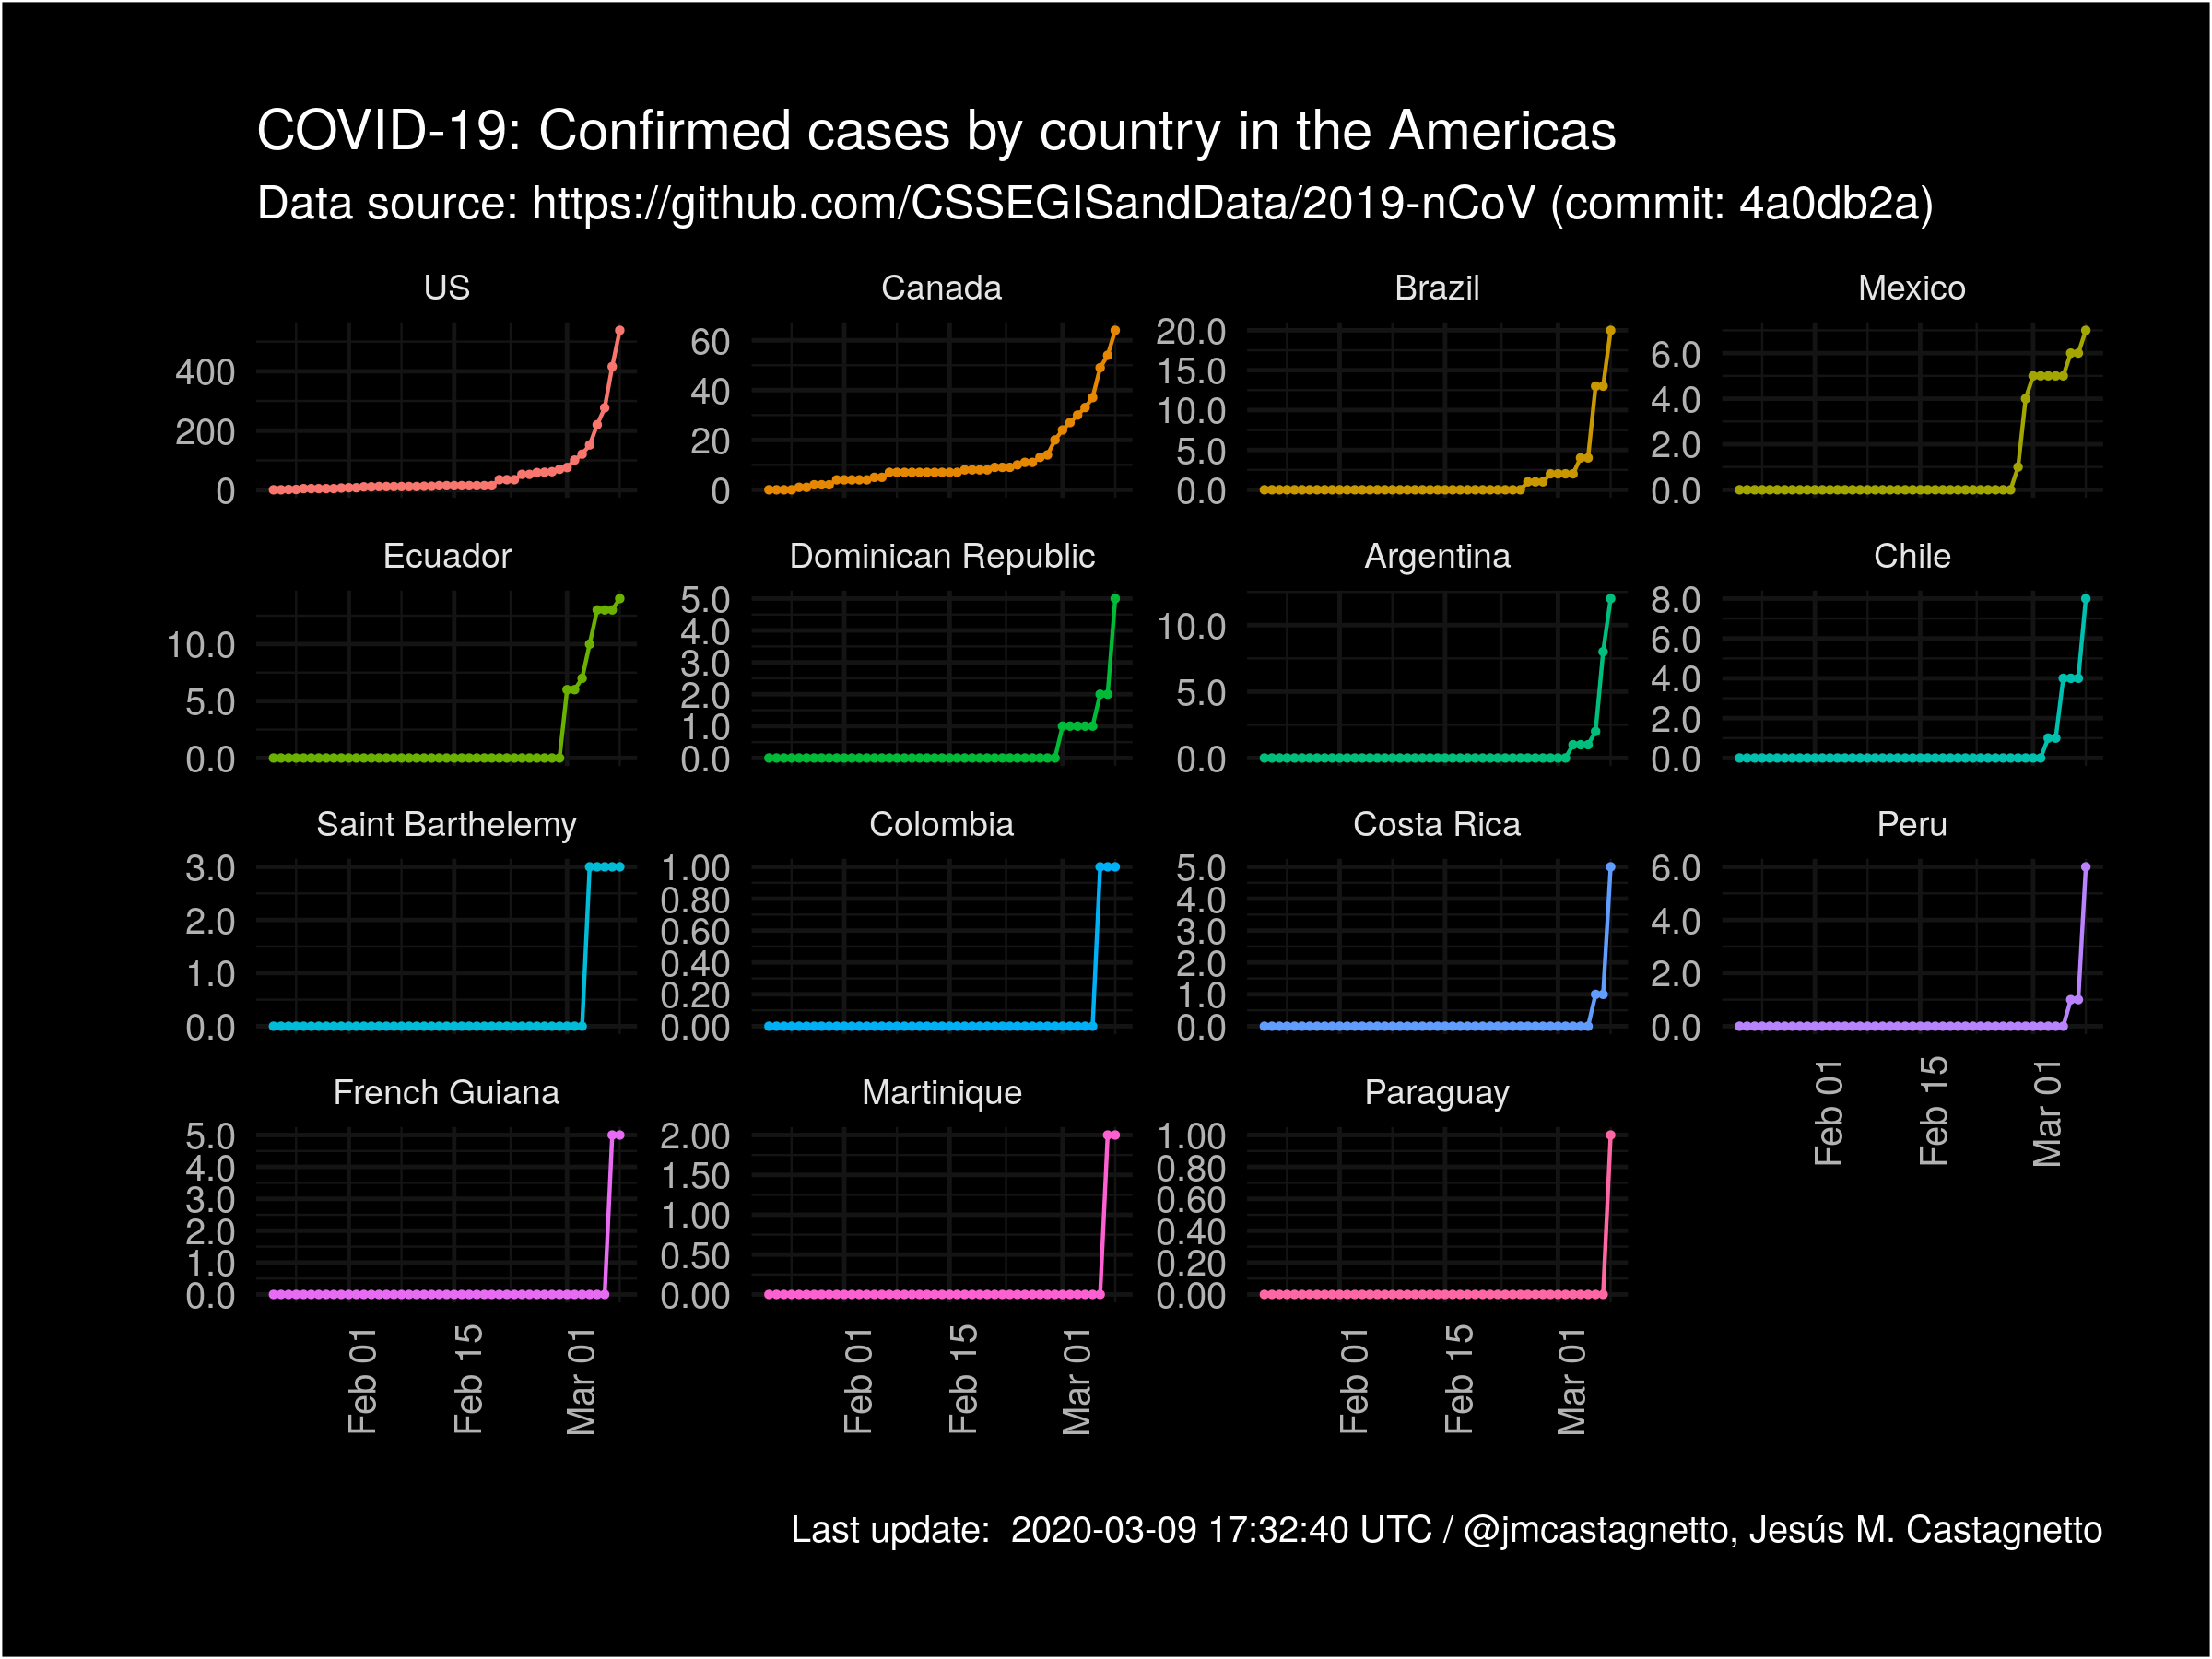 COVID-19: Confirmed cases by country in the Americas
Data source: https://github.com/CSSEGISandData/2019-nCoV (commit: 4a0db2a)
US
400
200
0
Canada
60
40
20
0
Brazil
20.0
15.0
10.0
5.0
0.0
Mexico
6.0
4.0
2.0
0.0
Ecuador
10.0
5.0
0.0
Dominican Republic
5.0
4.0
3.0
2.0
1.0
0.0
Argentina
10.0
5.0
0.0
Chile
8.0
6.0
4.0
2.0
0.0
Saint Barthelemy
3.0
2.0
1.0
0.0
Colombia
1.00
0.80
0.60
0.40
0.20
0.00
Costa Rica
5.0
4.0
3.0
2.0
1.0
0.0
Peru
6.0
4.0
2.0
0.0
Feb 01
Feb 15
Mar 01
French Guiana
5.0
4.0
3.0
2.0
1.0
0.0
Feb 01
Feb 15
Mar 01
Martinique
2.00
1.50
1.00
0.50
0.00
Feb 01
Feb 15
Mar 01
Paraguay
1.00
0.80
0.60
0.40
0.20
0.00
Feb 01
Feb 15
Mar 01
Last update:  2020-03-09 17:32:40 UTC / @jmcastagnetto, Jesús M. Castagnetto